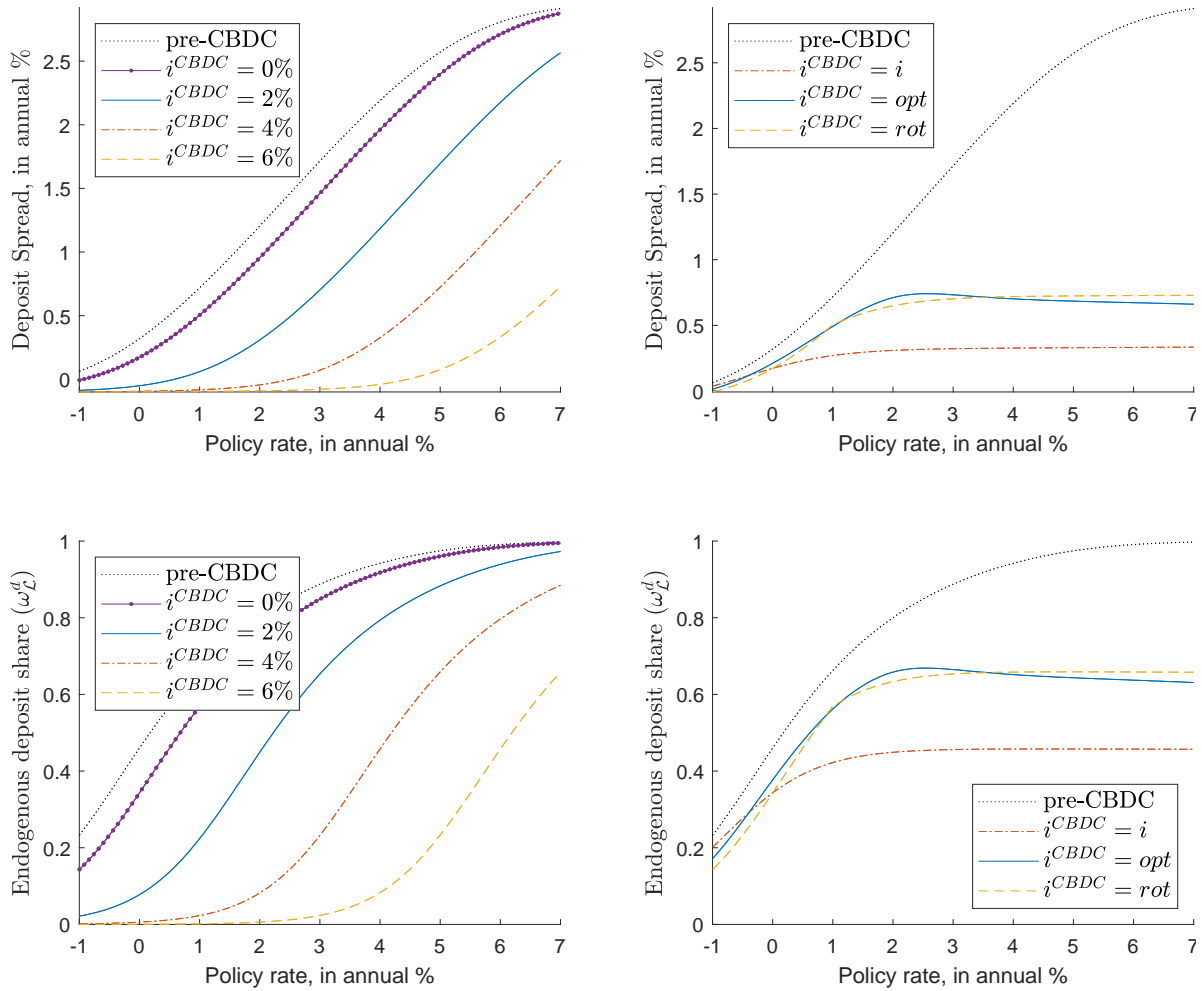 Deposit Spread, in annual %
2.5
2
1.5
1
0.5
0
-1 0 1 2 3 4 5 6 7
Policy rate, in annual %
pre-CBDC
i^{CBDC} = 0%
i^{CBDC} = 2%
i^{CBDC} = 4%
i^{CBDC} = 6%
Deposit Spread, in annual %
2.5
2
1.5
1
0.5
0
-1 0 1 2 3 4 5 6 7
Policy rate, in annual %
pre-CBDC
i^{CBDC} = i
i^{CBDC} = opt
i^{CBDC} = rot
Endogenous deposit share (ω^d_ℒ)
1
0.8
0.6
0.4
0.2
0
-1 0 1 2 3 4 5 6 7
Policy rate, in annual %
pre-CBDC
i^{CBDC} = 0%
i^{CBDC} = 2%
i^{CBDC} = 4%
i^{CBDC} = 6%
Endogenous deposit share (ω^d_ℒ)
1
0.8
0.6
0.4
0.2
0
-1 0 1 2 3 4 5 6 7
Policy rate, in annual %
pre-CBDC
i^{CBDC} = i
i^{CBDC} = opt
i^{CBDC} = rot